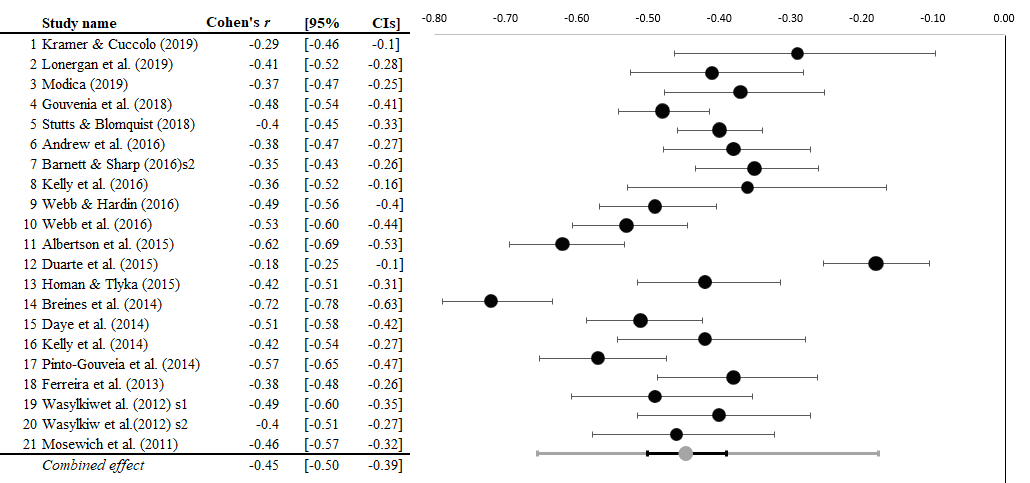 -0.80 -0.70 -0.60 -0.50 -0.40 -0.30 -0.20 -0.10 0.00
Study name Cohen's r [95% CIs]
1 Kramer & Cuccolo (2019) -0.29 [-0.46 -0.1]
2 Lonergan et al. (2019) -0.41 [-0.52 -0.28]
3 Modica (2019) -0.37 [-0.47 -0.25]
4 Gouvenia et al. (2018) -0.48 [-0.54 -0.41]
5 Stutts & Blomquist (2018) -0.4 [-0.45 -0.33]
6 Andrew et al. (2016) -0.38 [-0.47 -0.27]
7 Barnett & Sharp (2016)s2 -0.35 [-0.43 -0.26]
8 Kelly et al. (2016) -0.36 [-0.52 -0.16]
9 Webb & Hardin (2016) -0.49 [-0.56 -0.4]
10 Webb et al. (2016) -0.53 [-0.60 -0.44]
11 Albertson et al. (2015) -0.62 [-0.69 -0.53]
12 Duarte et al. (2015) -0.18 [-0.25 -0.1]
13 Homan & Tlyka (2015) -0.42 [-0.51 -0.31]
14 Breines et al. (2014) -0.72 [-0.78 -0.63]
15 Daye et al. (2014) -0.51 [-0.58 -0.42]
16 Kelly et al. (2014) -0.42 [-0.54 -0.27]
17 Pinto-Gouveia et al. (2014) -0.57 [-0.65 -0.47]
18 Ferreira et al. (2013) -0.38 [-0.48 -0.26]
19 Wasylkiwet al. (2012) s1 -0.49 [-0.60 -0.35]
20 Wasylkiw et al.(2012) s2 -0.4 [-0.51 -0.27]
21 Mosewich et al. (2011) -0.46 [-0.57 -0.32]
Combined effect -0.45 [-0.50 -0.39]